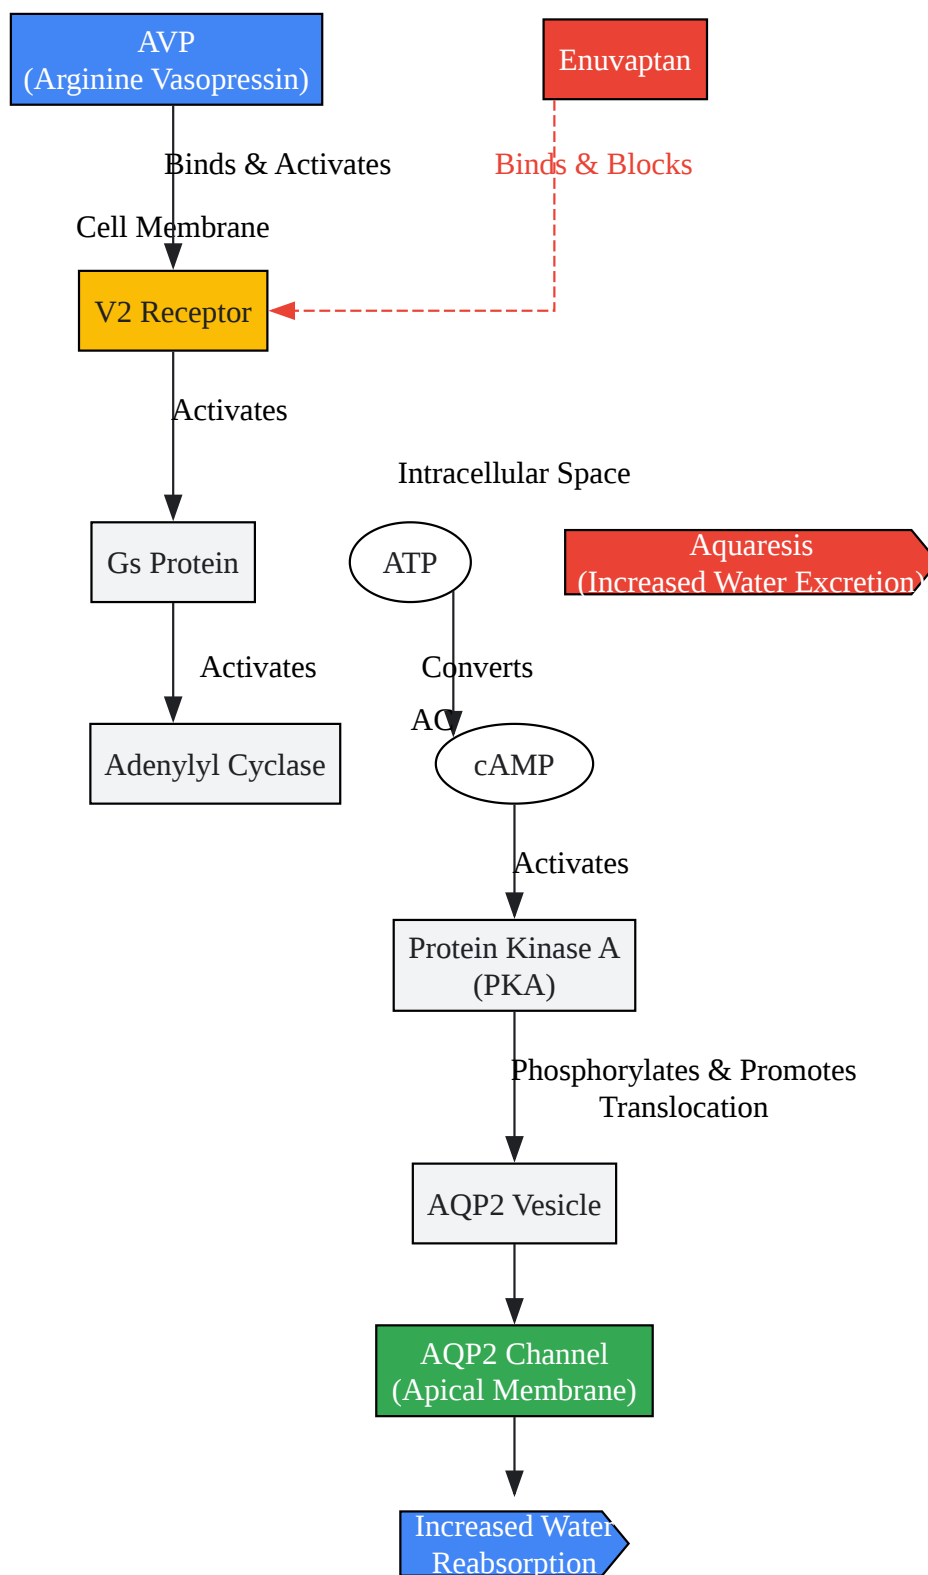 AVP
(Arginine Vasopressin)
Enuvaptan
Binds & Activates
Binds & Blocks
Cell Membrane
V2 Receptor
Activates
Intracellular Space
Gs Protein
ATP
Aquaresis
(Increased Water Excretion)
Activates
Converts
AC
Adenylyl Cyclase
cAMP
Activates
Protein Kinase A
(PKA)
Phosphorylates & Promotes
Translocation
AQP2 Vesicle
AQP2 Channel
(Apical Membrane)
Increased Water
Reabsorption